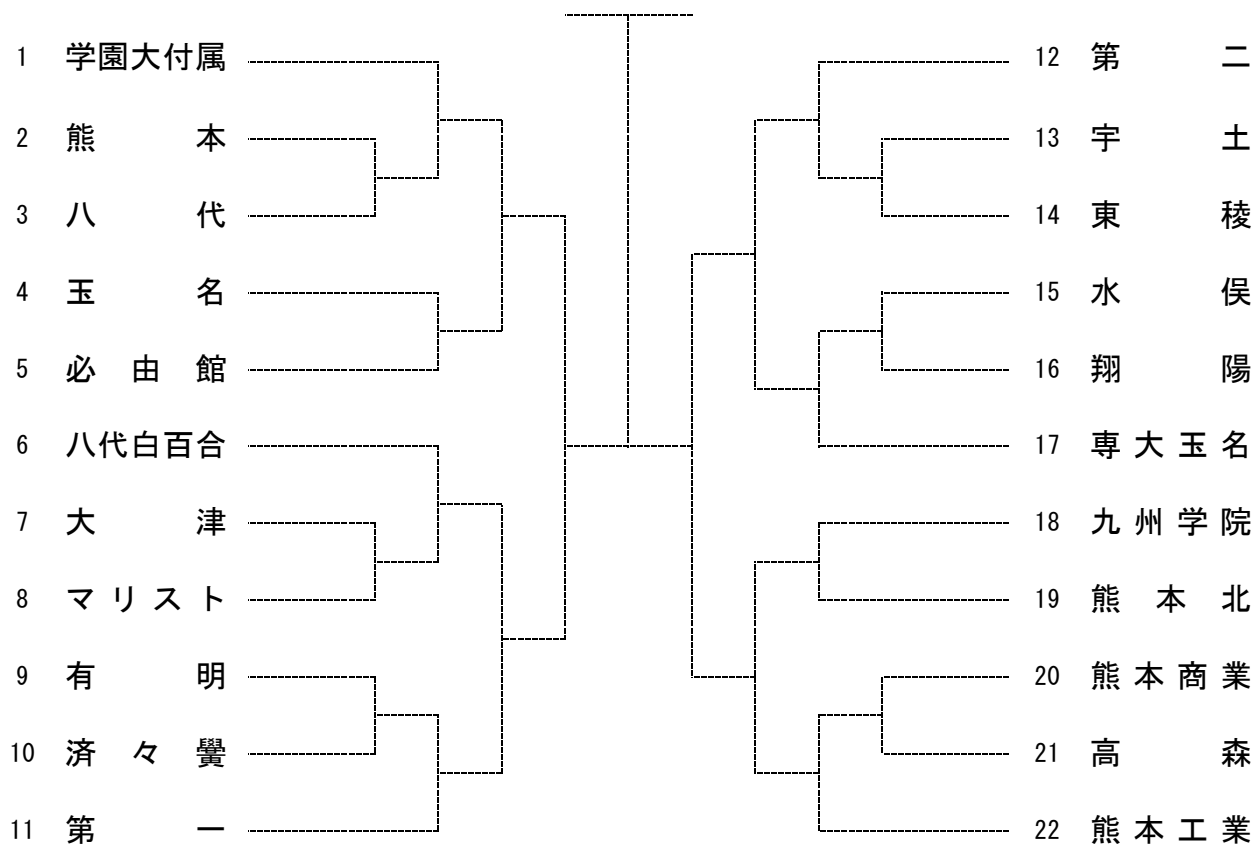 1 学園大付属
2 熊本
3 八代
4 玉名
5 必由館
6 八代白百合
7 大津
8 マリスト
9 有明
10 済々黌
11 第一
12 第二
13 宇土
14 東稜
15 水俣
16 翔陽
17 専大玉名
18 九州学院
19 熊本北
20 熊本商業
21 高森
22 熊本工業